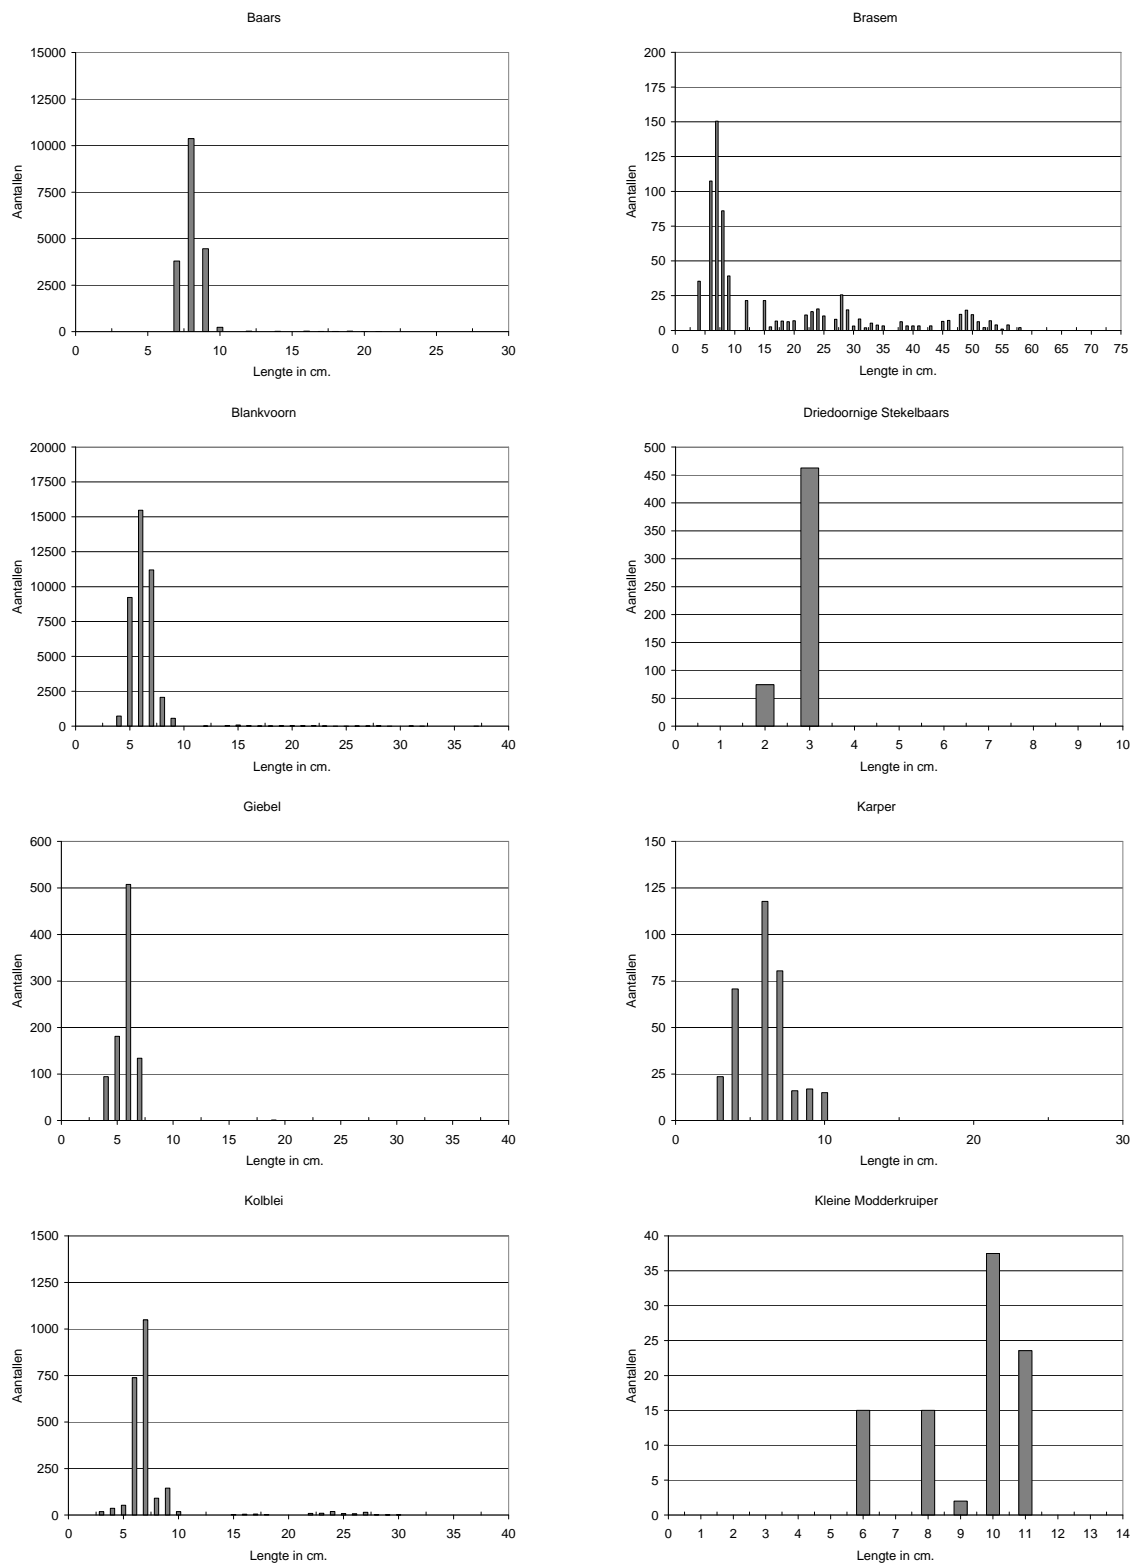 Baars
15000
12500
10000
7500
5000
2500
0
Aantallen
0 5 10 15 20 25 30
Lengte in cm.
Brasem
200
175
150
125
100
75
50
25
0
Aantallen
0 5 10 15 20 25 30 35 40 45 50 55 60 65 70 75
Lengte in cm.
Blankvoorn
20000
17500
15000
12500
10000
7500
5000
2500
0
Aantallen
0 5 10 15 20 25 30 35 40
Lengte in cm.
Driedoornige Stekelbaars
500
450
400
350
300
250
200
150
100
50
0
Aantallen
0 1 2 3 4 5 6 7 8 9 10
Lengte in cm.
Giebel
600
500
400
300
200
100
0
Aantallen
0 5 10 15 20 25 30 35 40
Lengte in cm.
Karper
150
125
100
75
50
25
0
Aantallen
0 10 20 30
Lengte in cm.
Kolblei
1500
1250
1000
750
500
250
0
Aantallen
0 5 10 15 20 25 30 35 40
Lengte in cm.
Kleine Modderkruiper
40
35
30
25
20
15
10
5
0
Aantallen
0 1 2 3 4 5 6 7 8 9 10 11 12 13 14
Lengte in cm.